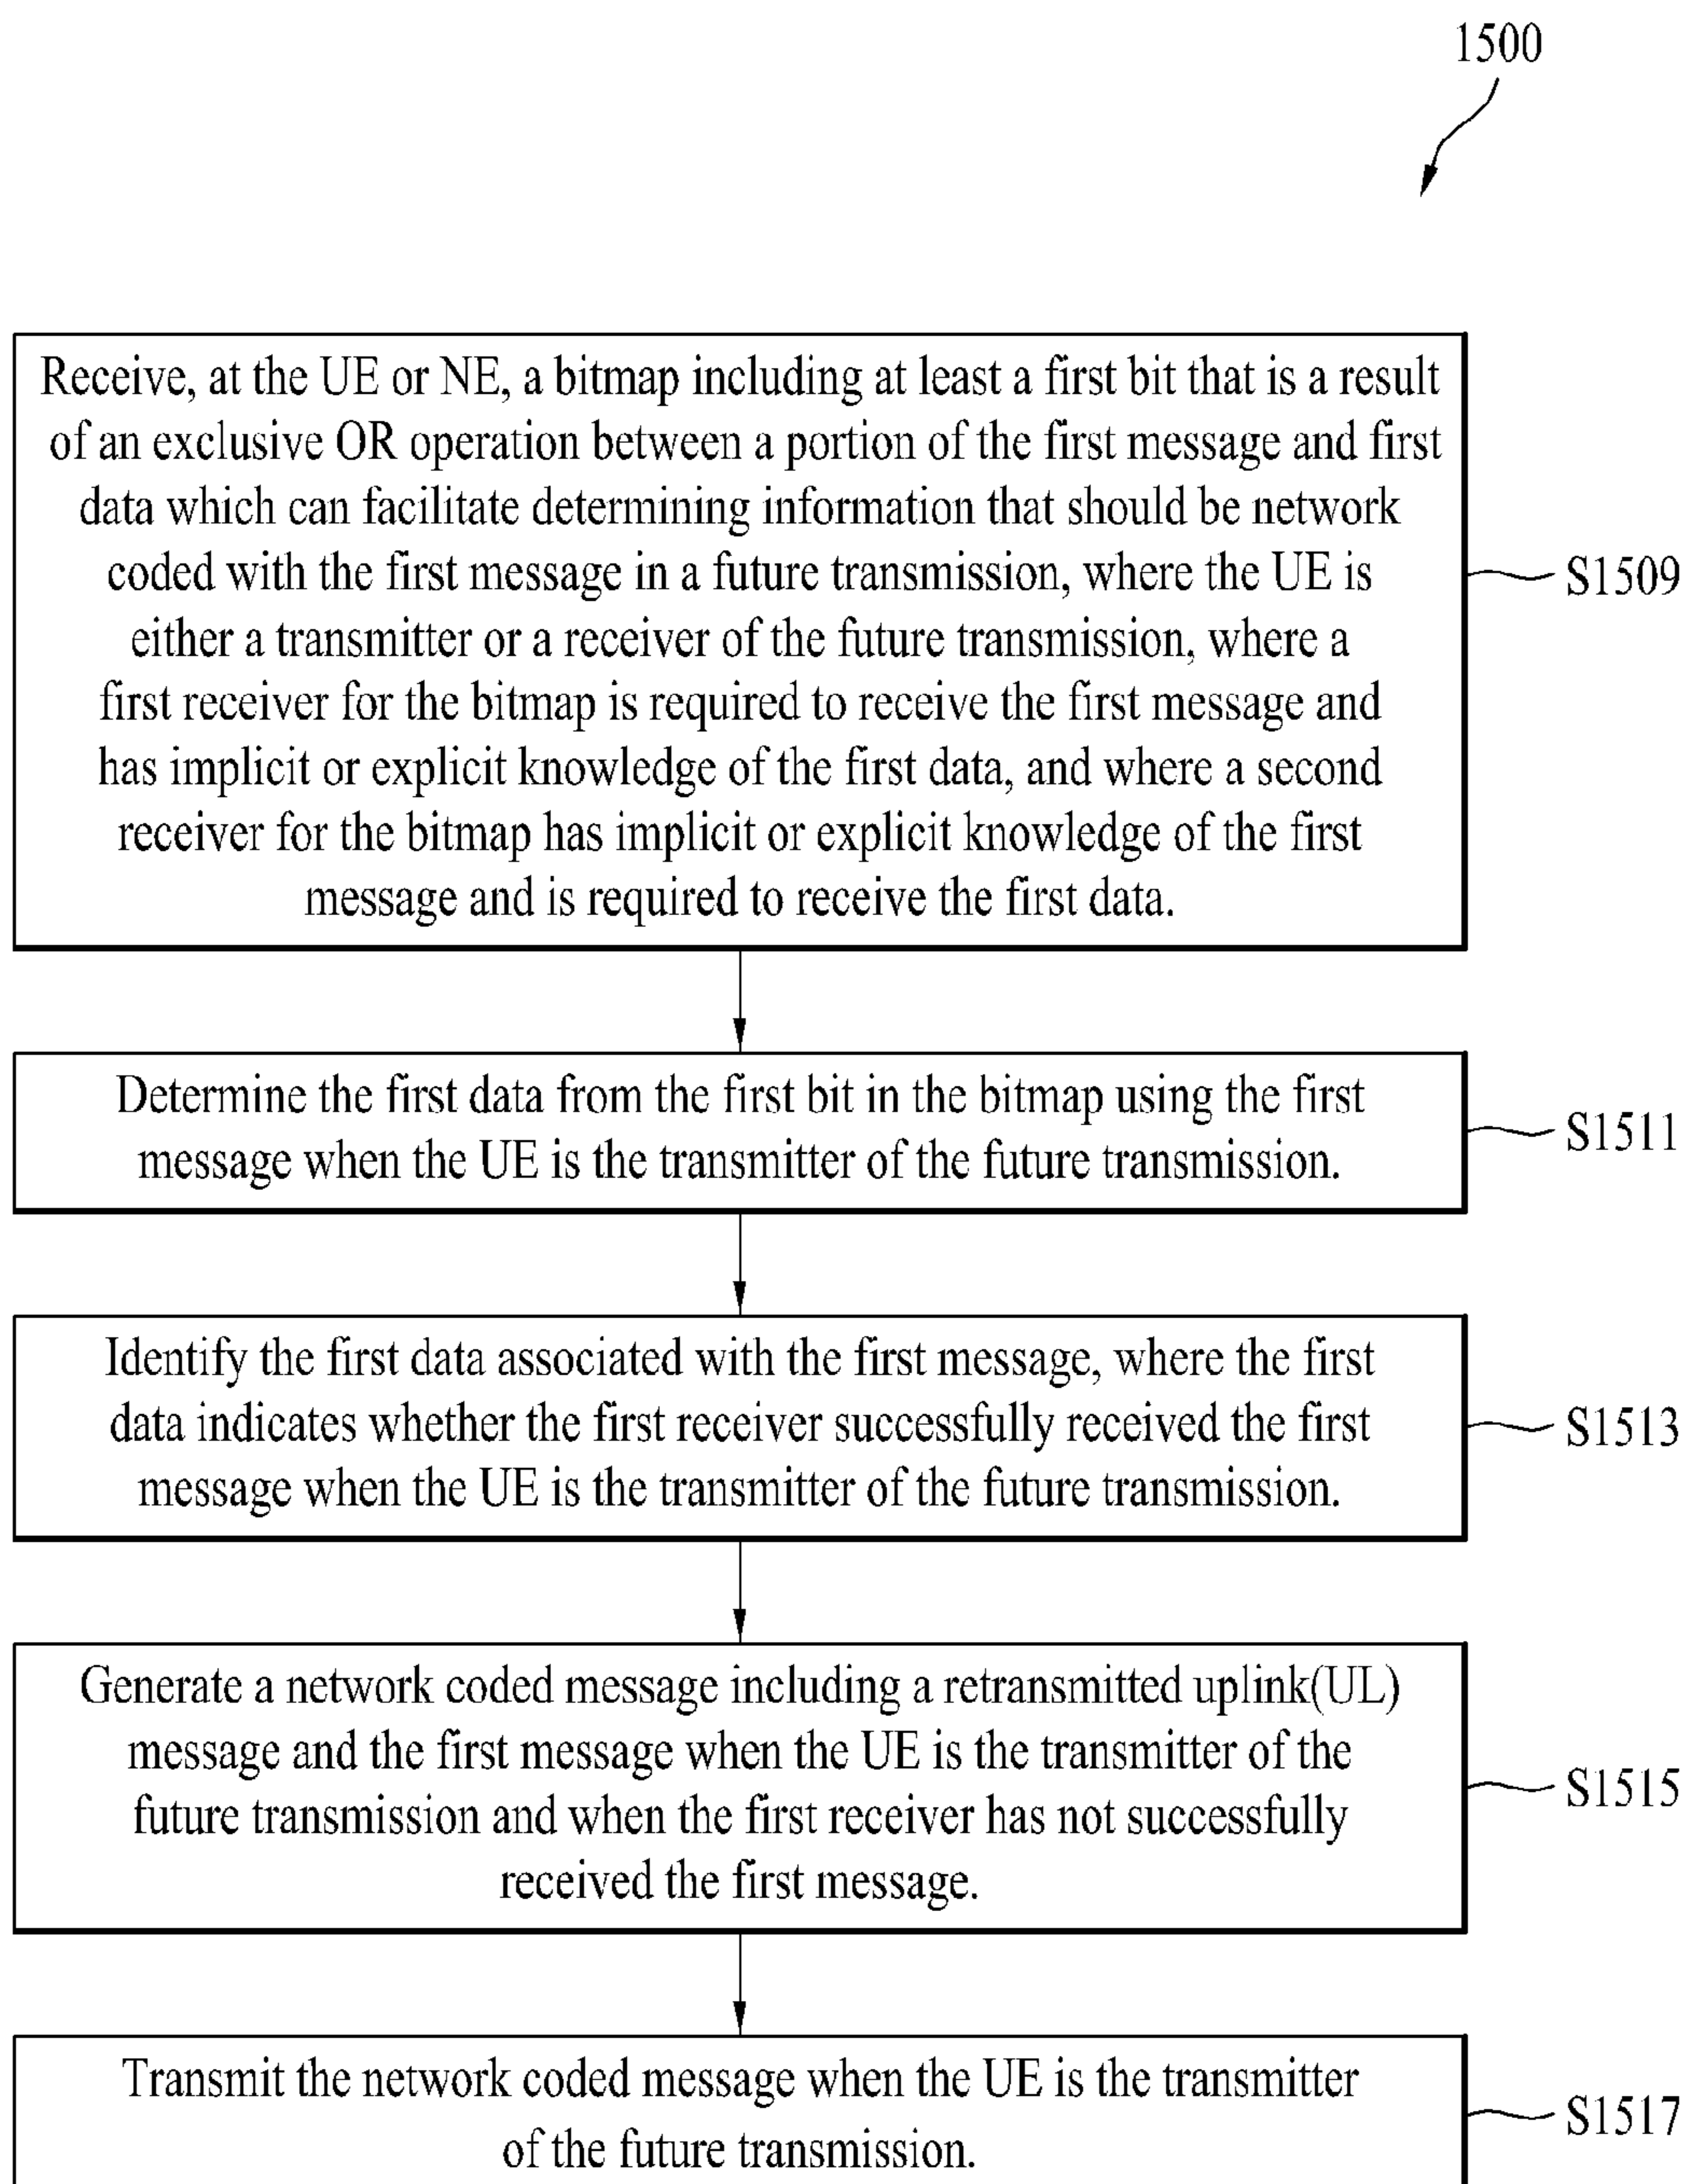 1500
Receive, at the UE or NE, a bitmap including at least a first bit that is a result
of an exclusive OR operation between a portion of the first message and first
data which can facilitate determining information that should be network
coded with the first message in a future transmission, where the UE is
either a transmitter or a receiver of the future transmission, where a
first receiver for the bitmap is required to receive the first message and
has implicit or explicit knowledge of the first data, and where a second
receiver for the bitmap has implicit or explicit knowledge of the first
message and is required to receive the first data.
S1509
Determine the first data from the first bit in the bitmap using the first
message when the UE is the transmitter of the future transmission.
S1511
Identify the first data associated with the first message, where the first
data indicates whether the first receiver successfully received the first
message when the UE is the transmitter of the future transmission.
S1513
Generate a network coded message including a retransmitted uplink(UL)
message and the first message when the UE is the transmitter of the
future transmission and when the first receiver has not successfully
received the first message.
S1515
Transmit the network coded message when the UE is the transmitter
of the future transmission.
S1517